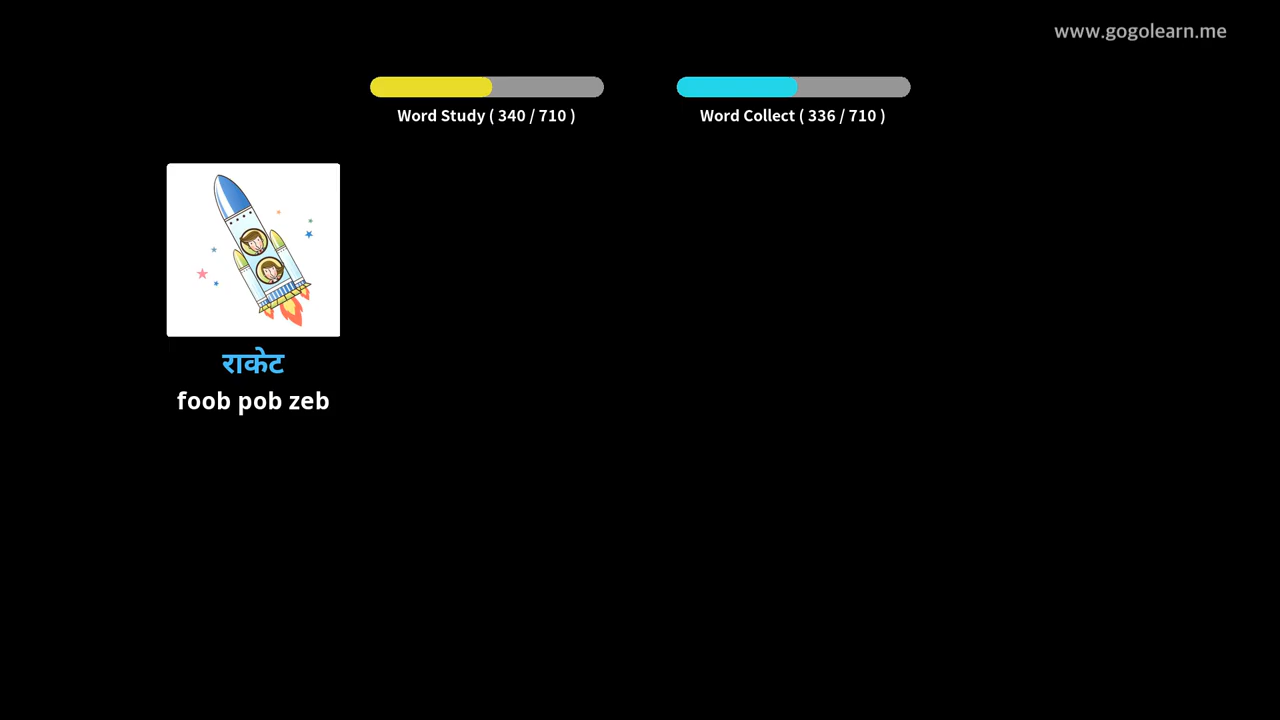 www.gogolearn.me
Word Study ( 340 / 710 )
Word Collect ( 336 / 710 )
राकेट
foob pob zeb